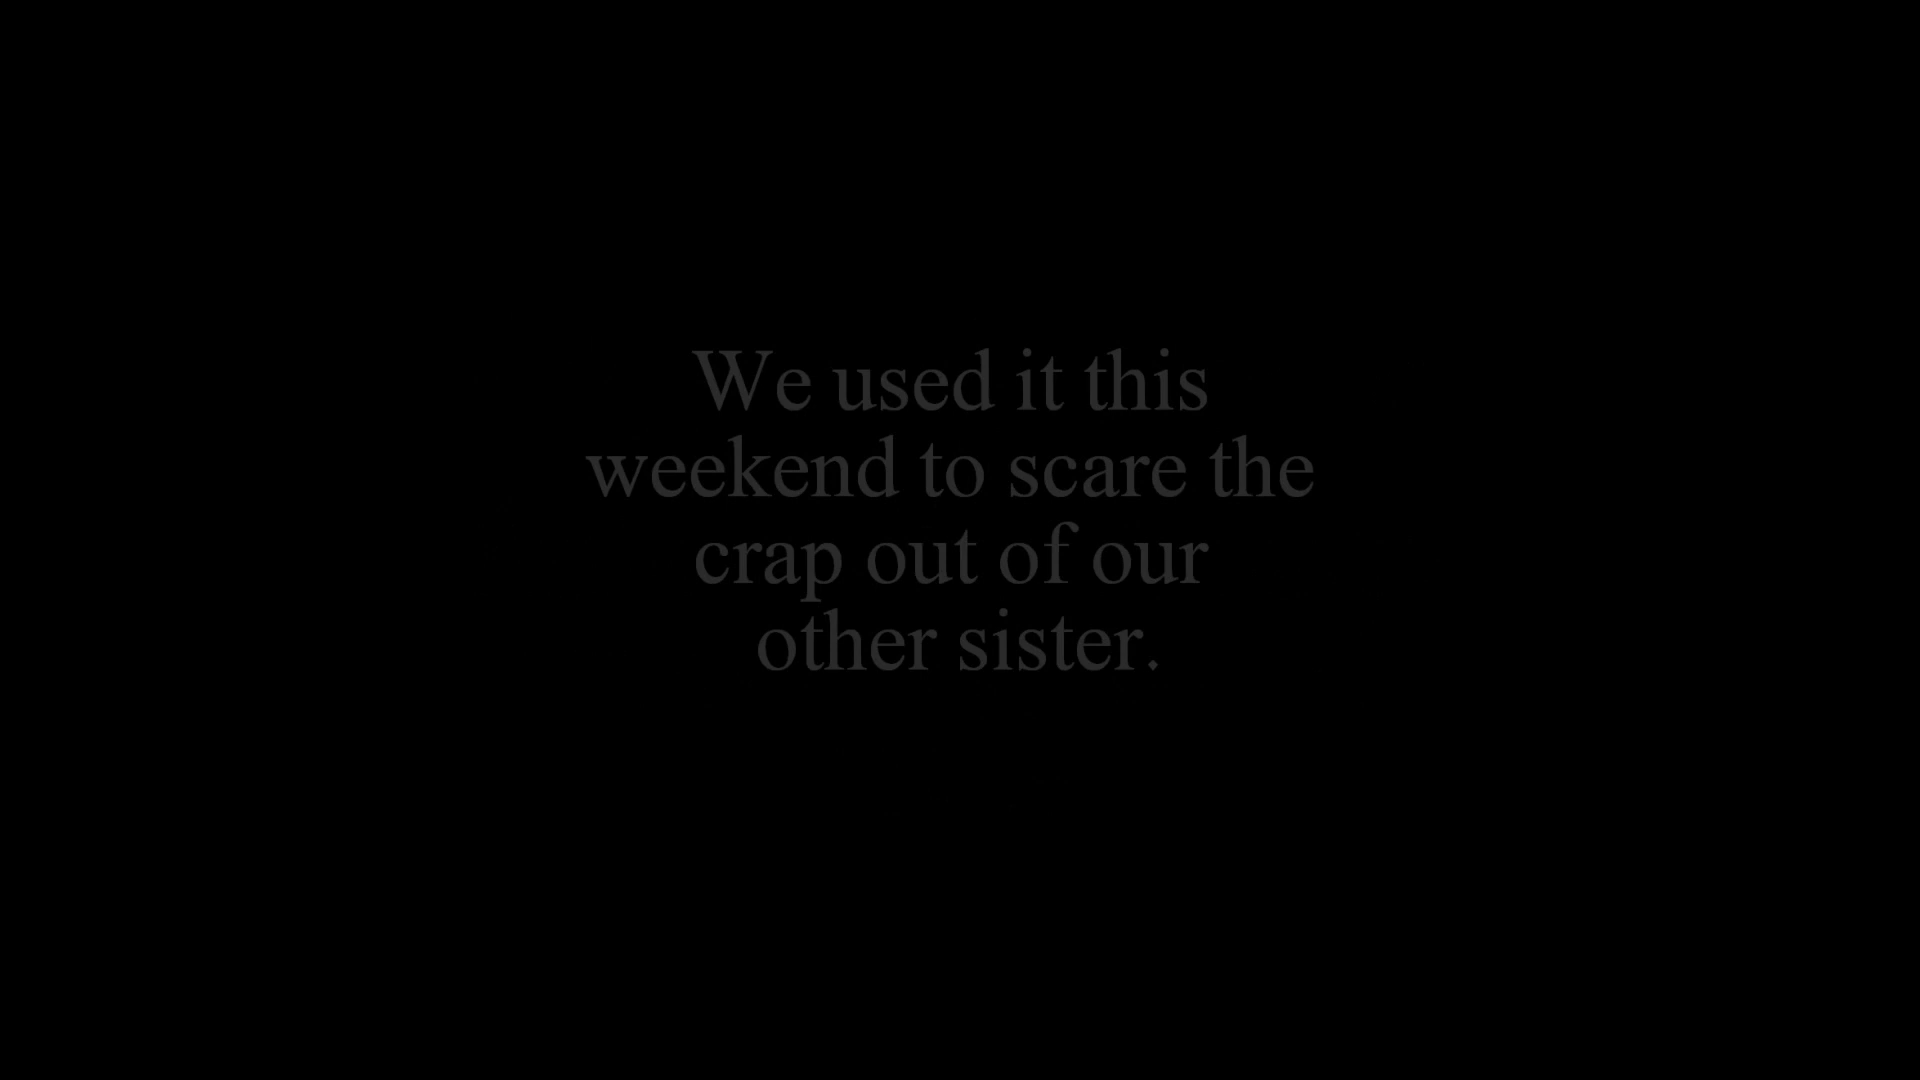 We used it this
weekend to scare the
crap out of our
other sister.